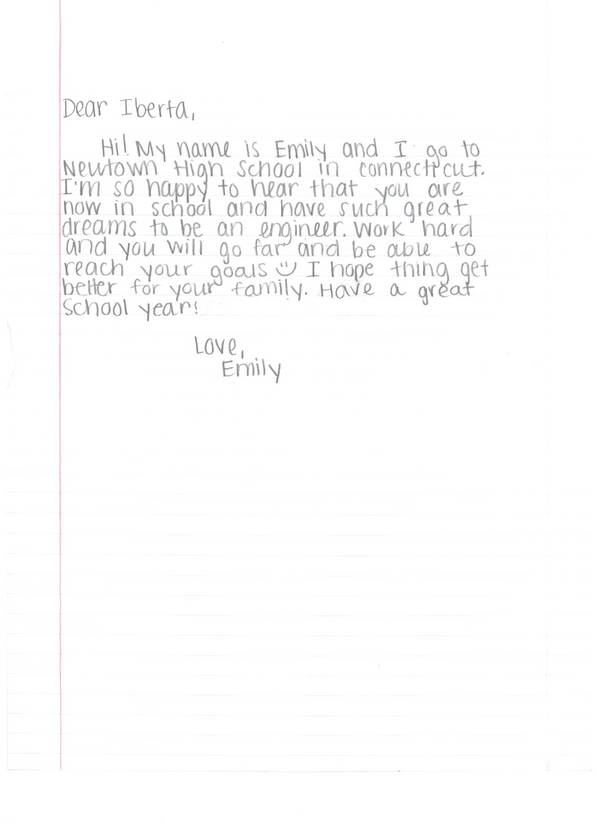 Dear Iberta,
Hi! My name is Emily and I go to
Newtown High School in connecticut.
I'm so happy to hear that you are
now in school and have such great
dreams to be an engineer. Work hard
and you will go far and be able to
reach your goals :) I hope thing get
better for your family. Have a great
School year!
Love,
Emily